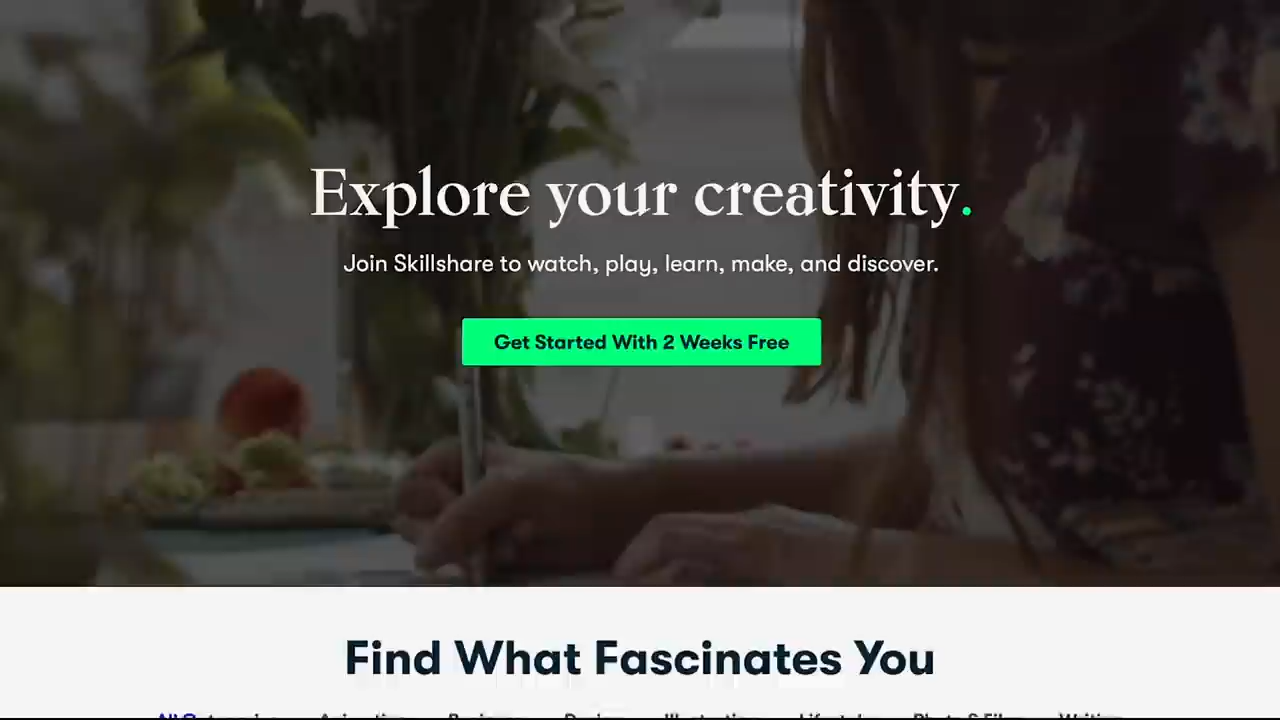 Explore your creativity.
Join Skillshare to watch, play, learn, make, and discover.
Get Started With 2 Weeks Free
Find What Fascinates You